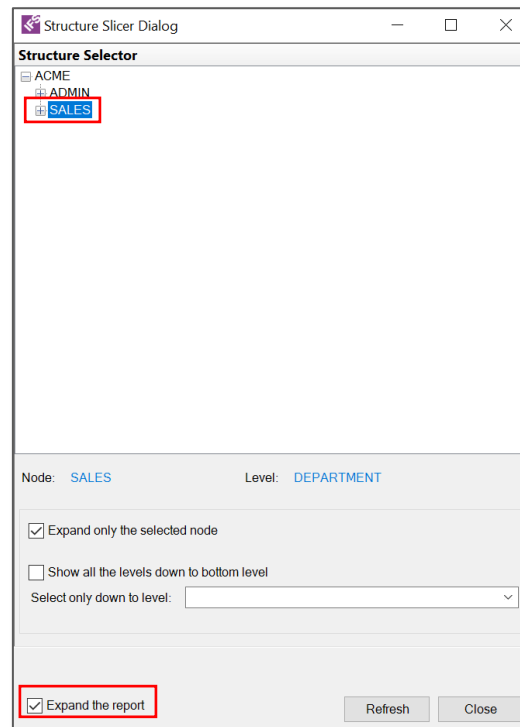 IFS Structure Slicer Dialog
Structure Selector
ACME
ADMIN
SALES
Node: SALES Level: DEPARTMENT
Expand only the selected node
Show all the levels down to bottom level
Select only down to level:
Expand the report Refresh Close